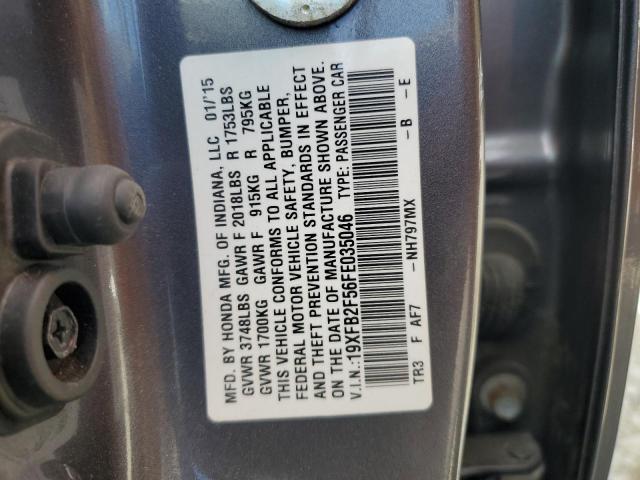 MFD. BY HONDA MFG. OF INDIANA, LLC 01/'15
GVWR 3748LBS GAWR F 2018LBS R 1753LBS
GVWR 1700KG GAWR F 915KG R 795KG
THIS VEHICLE CONFORMS TO ALL APPLICABLE
FEDERAL MOTOR VEHICLE SAFETY, BUMPER,
AND THEFT PREVENTION STANDARDS IN EFFECT
ON THE DATE OF MANUFACTURE SHOWN ABOVE.
V.I.N.:19XFB2F56FE035046 TYPE: PASSENGER CAR
TR3 F AF7 -NH797MX -B -E